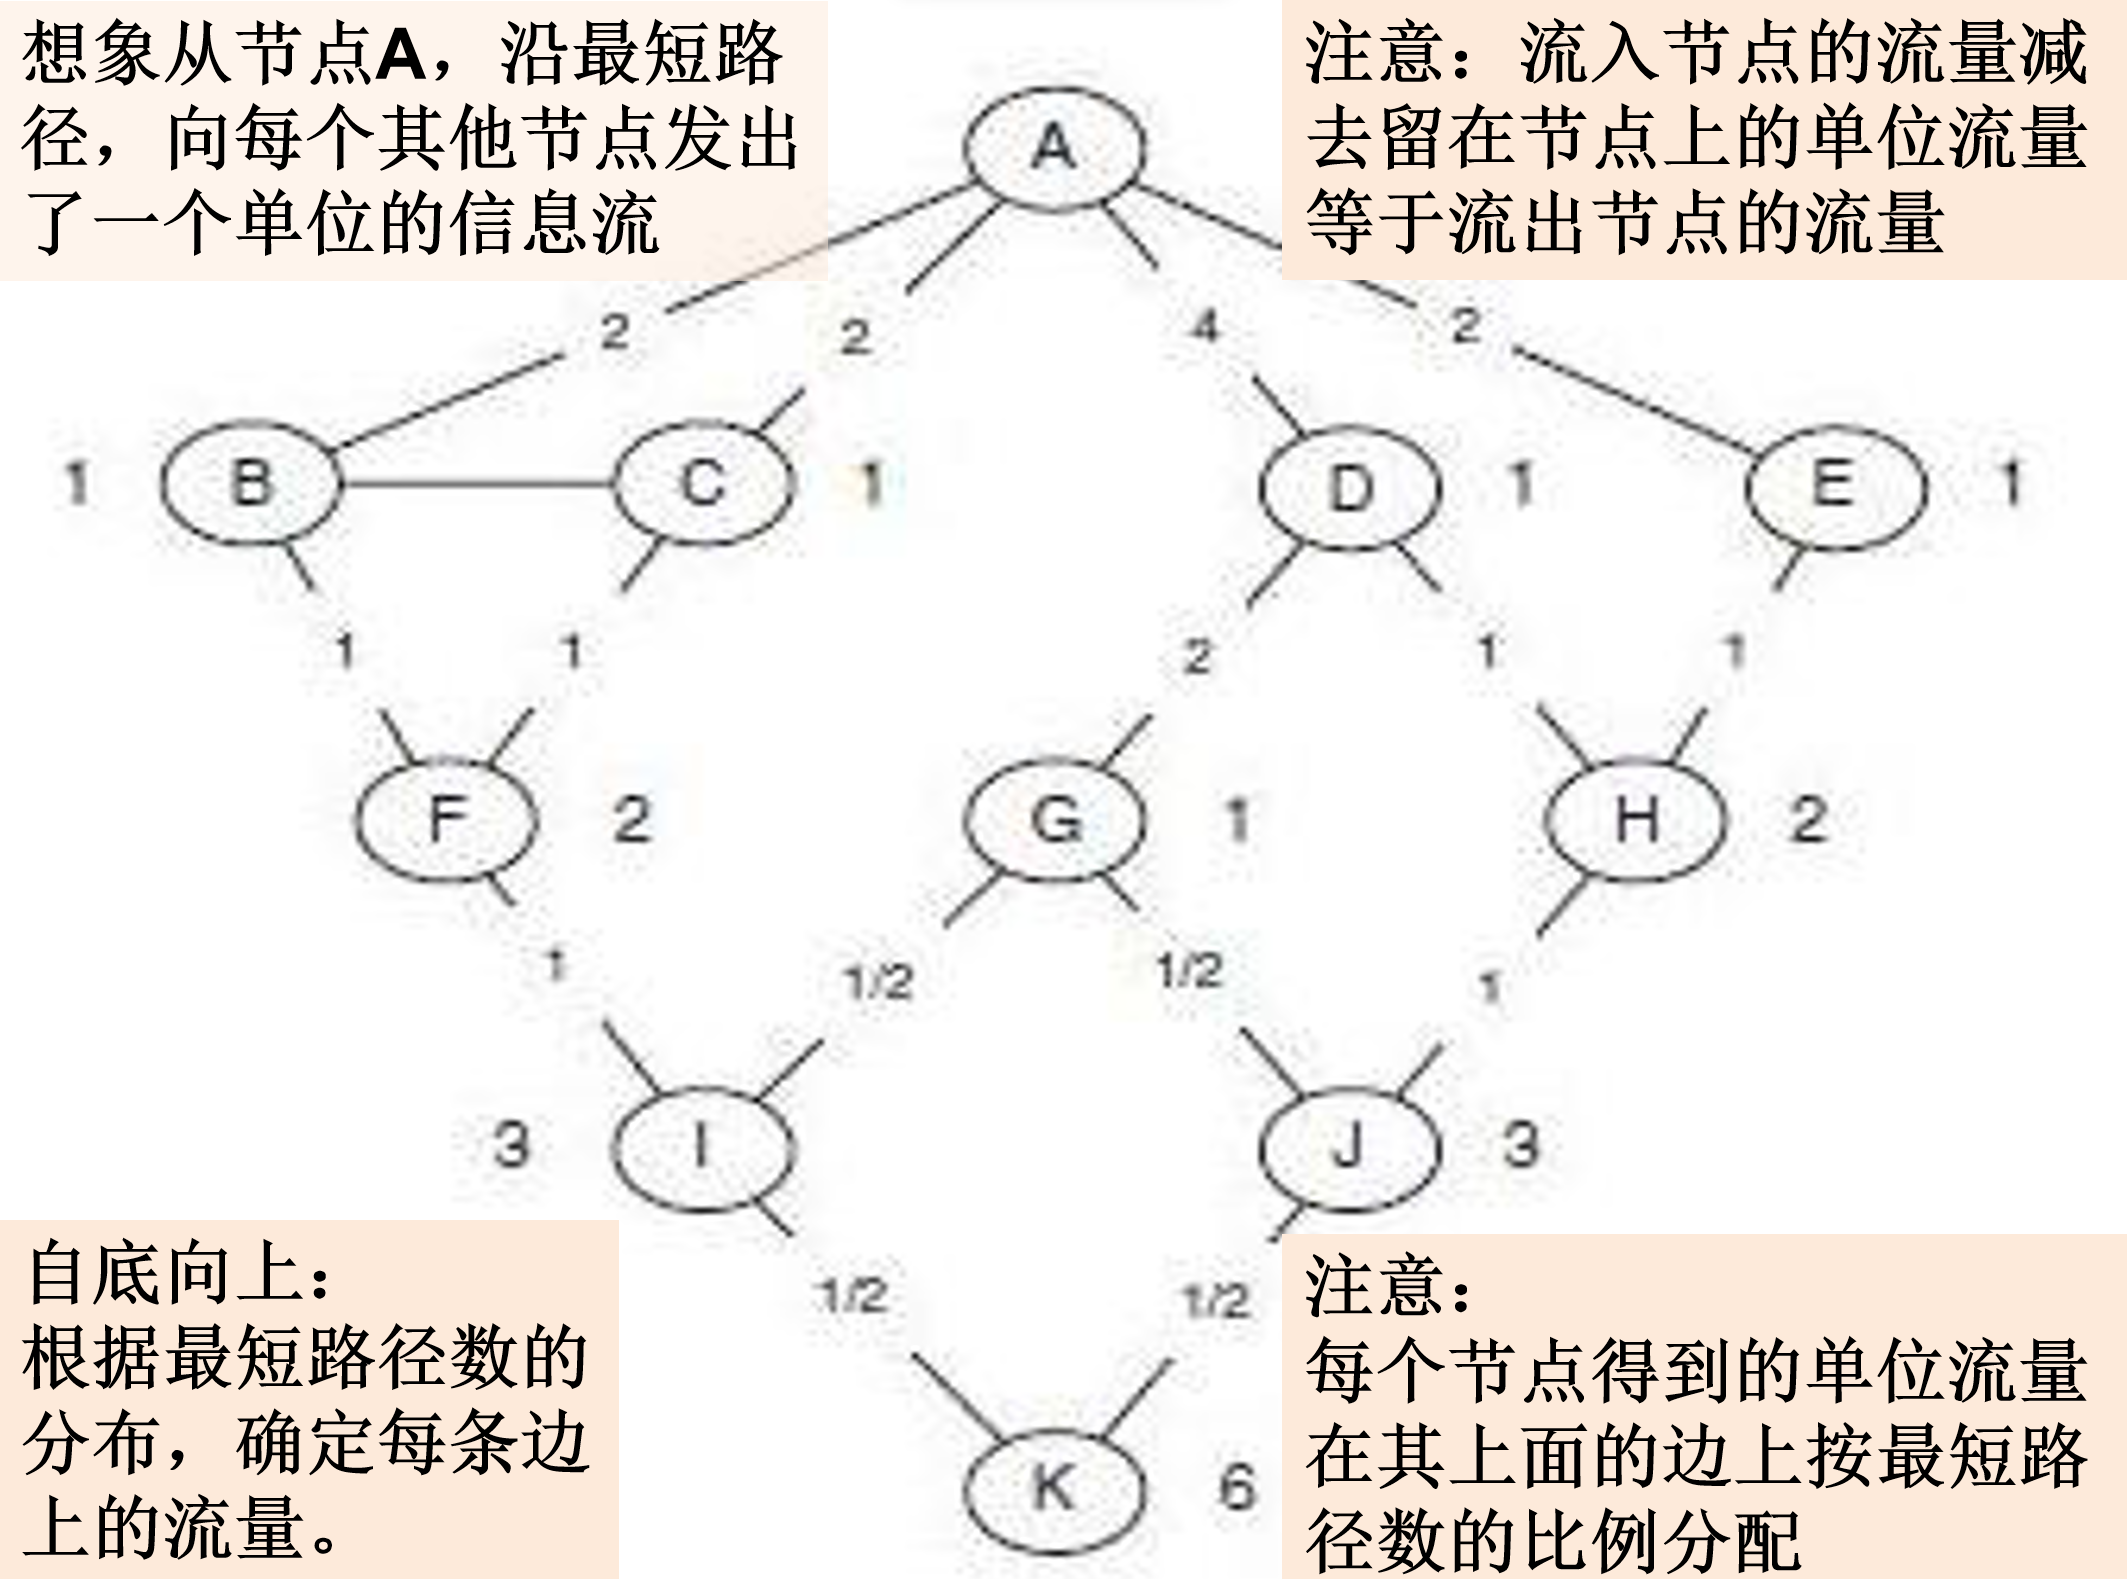 想象从节点A，沿最短路
径，向每个其他节点发出
了一个单位的信息流
注意：流入节点的流量减
去留在节点上的单位流量
等于流出节点的流量
A
2
2
4
2
1
B
C
1
D
1
E
1
1
1
2
1
1
F
2
G
1
H
2
1
1/2
1/2
1
3
I
J
3
1/2
1/2
K
6
自底向上：
根据最短路径数的
分布，确定每条边
上的流量。
注意：
每个节点得到的单位流量
在其上面的边上按最短路
径数的比例分配